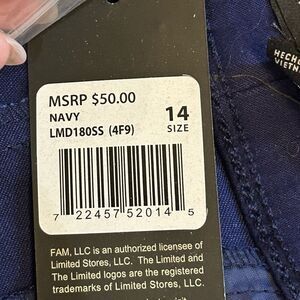 MSRP $50.00
NAVY 14
LMD180SS (4F9) SIZE
7 22457 52014 5
FAM, LLC is an authorized licensee of
Limited Stores, LLC. The Limited and
The Limited logos are the registered
trademarks of Limited Stores, LLC.